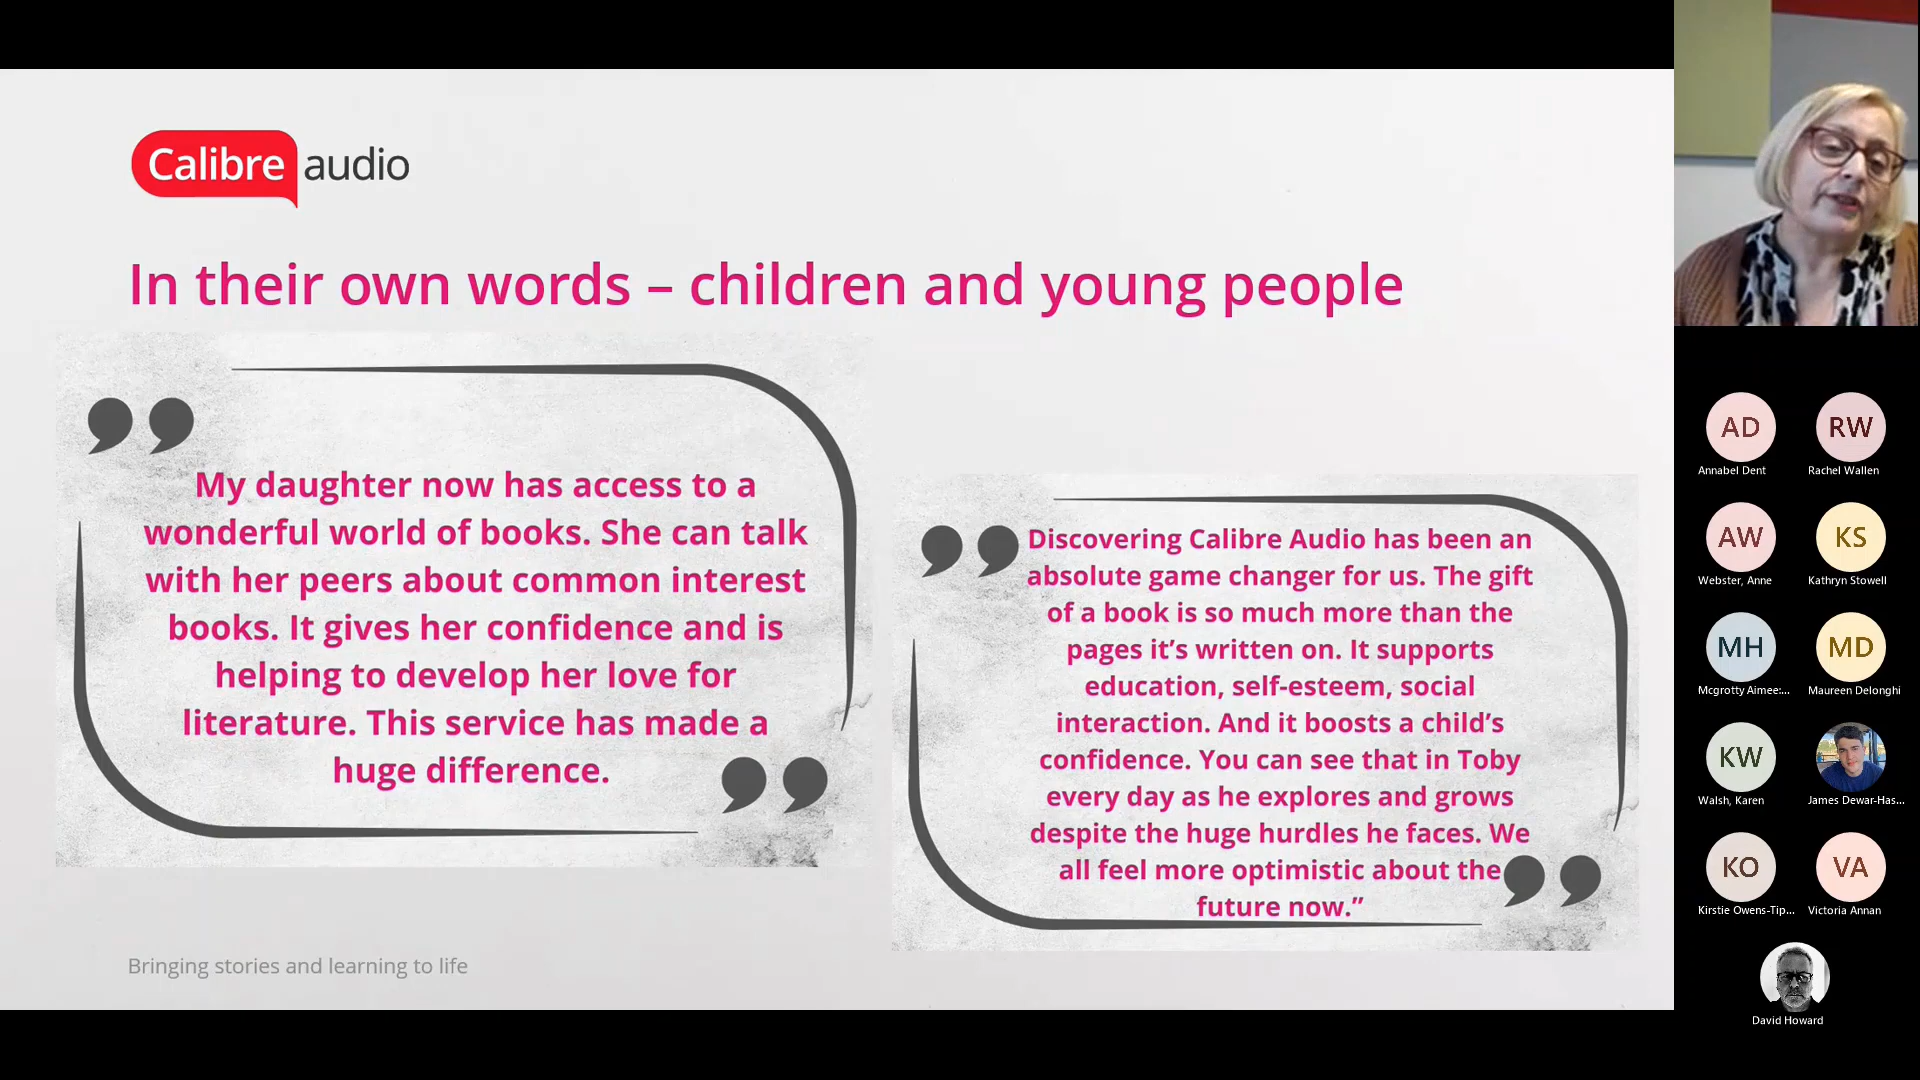 Calibre audio
In their own words – children and young people
My daughter now has access to a
wonderful world of books. She can talk
with her peers about common interest
books. It gives her confidence and is
helping to develop her love for
literature. This service has made a
huge difference.
Discovering Calibre Audio has been an
absolute game changer for us. The gift
of a book is so much more than the
pages it’s written on. It supports
education, self-esteem, social
interaction. And it boosts a child’s
confidence. You can see that in Toby
every day as he explores and grows
despite the huge hurdles he faces. We
all feel more optimistic about the
future now.”
Bringing stories and learning to life
AD
Annabel Dent
RW
Rachel Wallen
AW
Webster, Anne
KS
Kathryn Stowell
MH
Mcgrotty Aimee:...
MD
Maureen Delonghi
KW
Walsh, Karen
James Dewar-Has...
KO
Kirstie Owens-Tip...
VA
Victoria Annan
David Howard